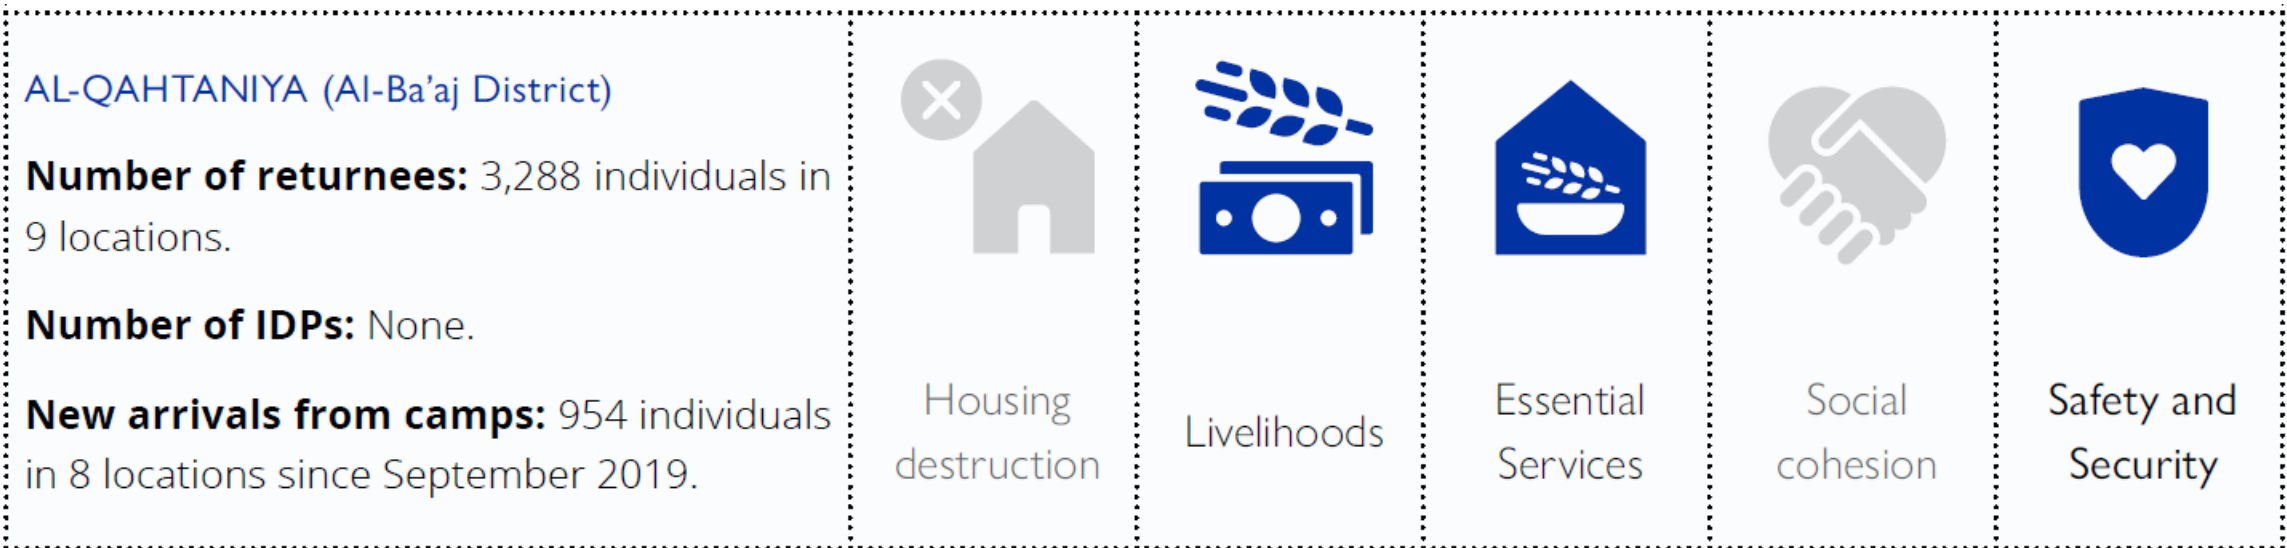 AL-QAHTANIYA (Al-Ba’aj District)
Number of returnees: 3,288 individuals in
9 locations.
Number of IDPs: None.
New arrivals from camps: 954 individuals
in 8 locations since September 2019.
Housing
destruction
Livelihoods
Essential
Services
Social
cohesion
Safety and
Security